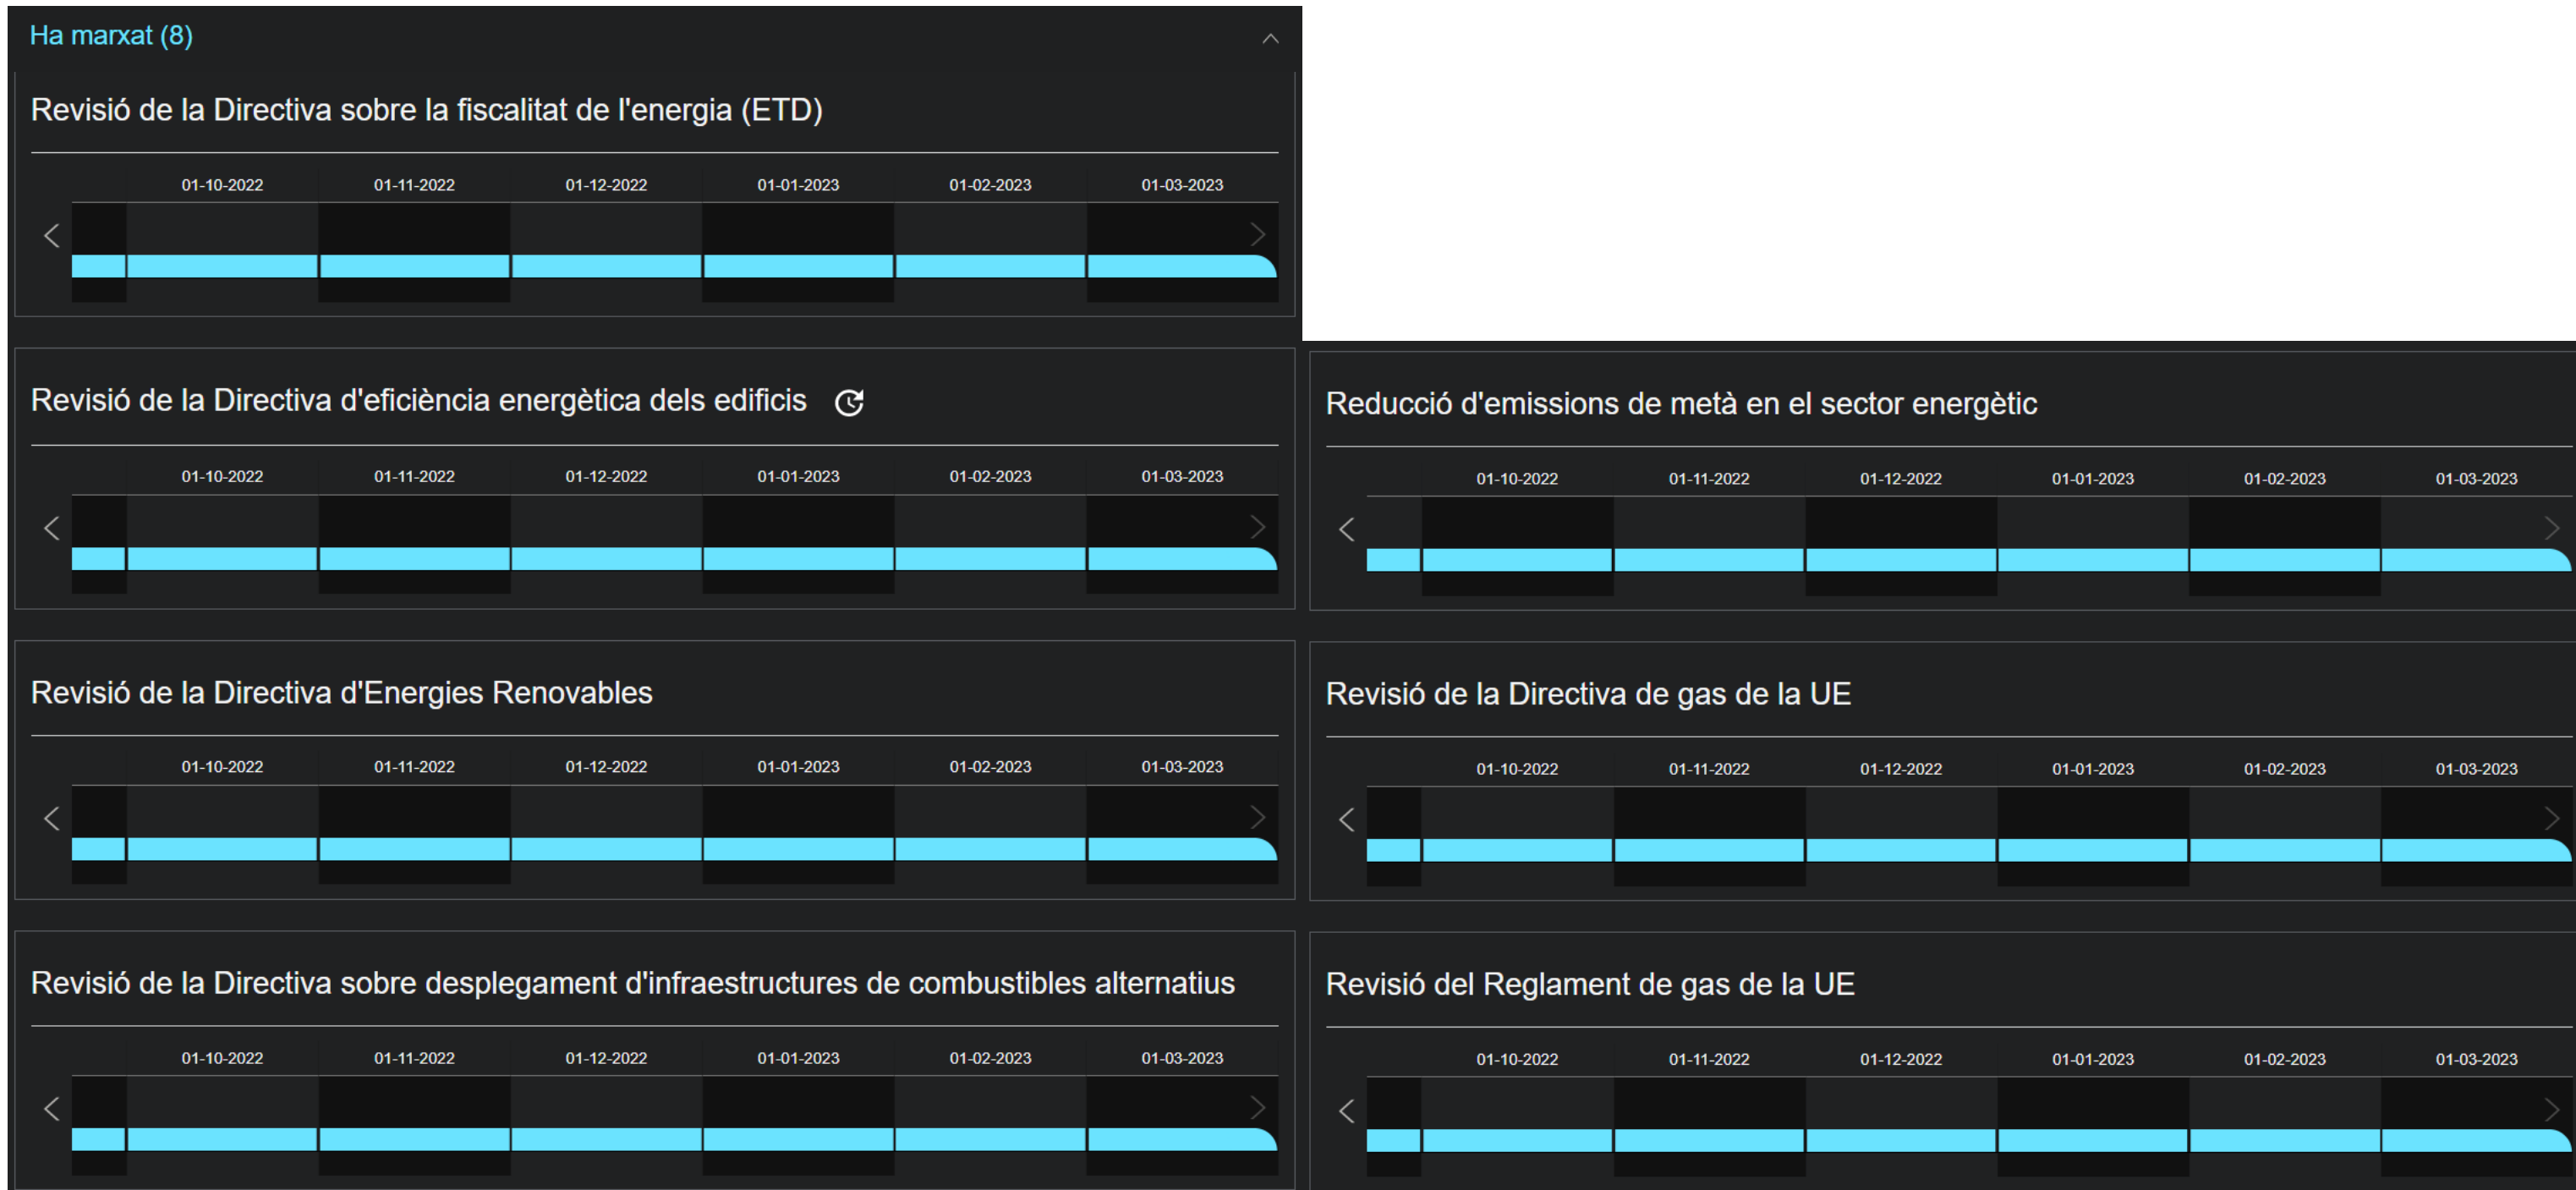 Ha marxat (8)
Revisió de la Directiva sobre la fiscalitat de l'energia (ETD)
01-10-2022 01-11-2022 01-12-2022 01-01-2023 01-02-2023 01-03-2023
Revisió de la Directiva d'eficiència energètica dels edificis
01-10-2022 01-11-2022 01-12-2022 01-01-2023 01-02-2023 01-03-2023
Revisió de la Directiva d'Energies Renovables
01-10-2022 01-11-2022 01-12-2022 01-01-2023 01-02-2023 01-03-2023
Revisió de la Directiva sobre desplegament d'infraestructures de combustibles alternatius
01-10-2022 01-11-2022 01-12-2022 01-01-2023 01-02-2023 01-03-2023
Reducció d'emissions de metà en el sector energètic
01-10-2022 01-11-2022 01-12-2022 01-01-2023 01-02-2023 01-03-2023
Revisió de la Directiva de gas de la UE
01-10-2022 01-11-2022 01-12-2022 01-01-2023 01-02-2023 01-03-2023
Revisió del Reglament de gas de la UE
01-10-2022 01-11-2022 01-12-2022 01-01-2023 01-02-2023 01-03-2023